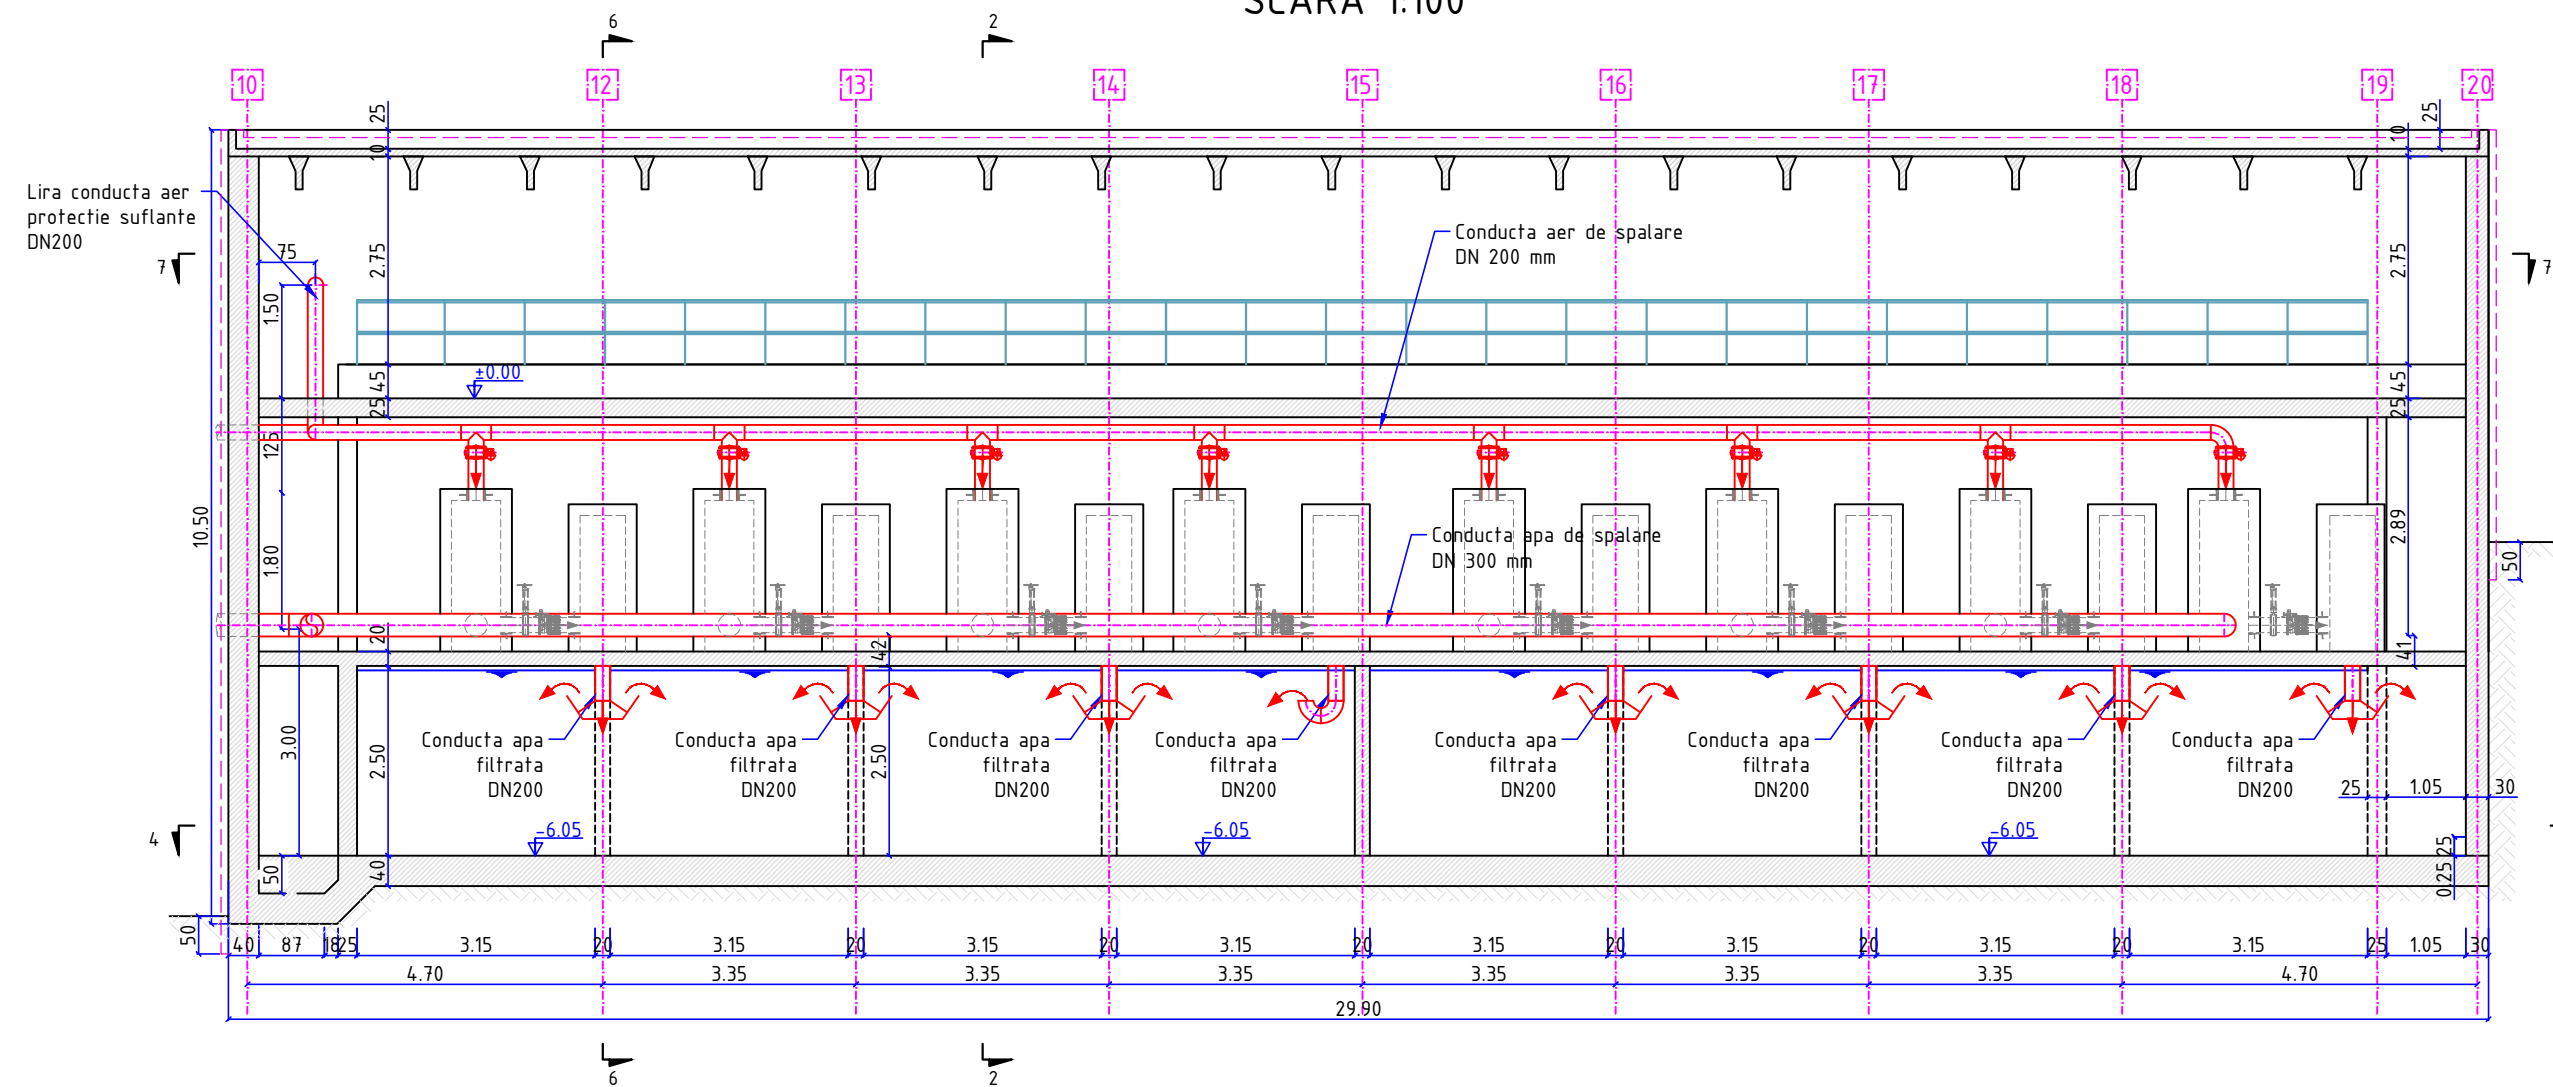 SCARA 1:100
6
2
10
12
13
14
15
16
17
18
19
20
25
10
25
10
Lira conducta aer
protectie suflante
DN200
Conducta aer de spalare
DN 200 mm
7
7
75
2.75
2.75
1.50
±0.00
45
25
45
25
125
10.50
1.80
2.89
50
Conducta apa de spalare
DN 300 mm
20
42
41
3.00
2.50
2.50
Conducta apa
filtrata
DN200
Conducta apa
filtrata
DN200
Conducta apa
filtrata
DN200
Conducta apa
filtrata
DN200
Conducta apa
filtrata
DN200
Conducta apa
filtrata
DN200
Conducta apa
filtrata
DN200
Conducta apa
filtrata
DN200
25
1.05
30
4
-6.05
-6.05
-6.05
50
40
25
0.25
50
40
87
18
25
3.15
20
3.15
20
3.15
20
3.15
20
3.15
20
3.15
20
3.15
20
3.15
25
1.05
30
4.70
3.35
3.35
3.35
3.35
3.35
3.35
4.70
29.90
6
2